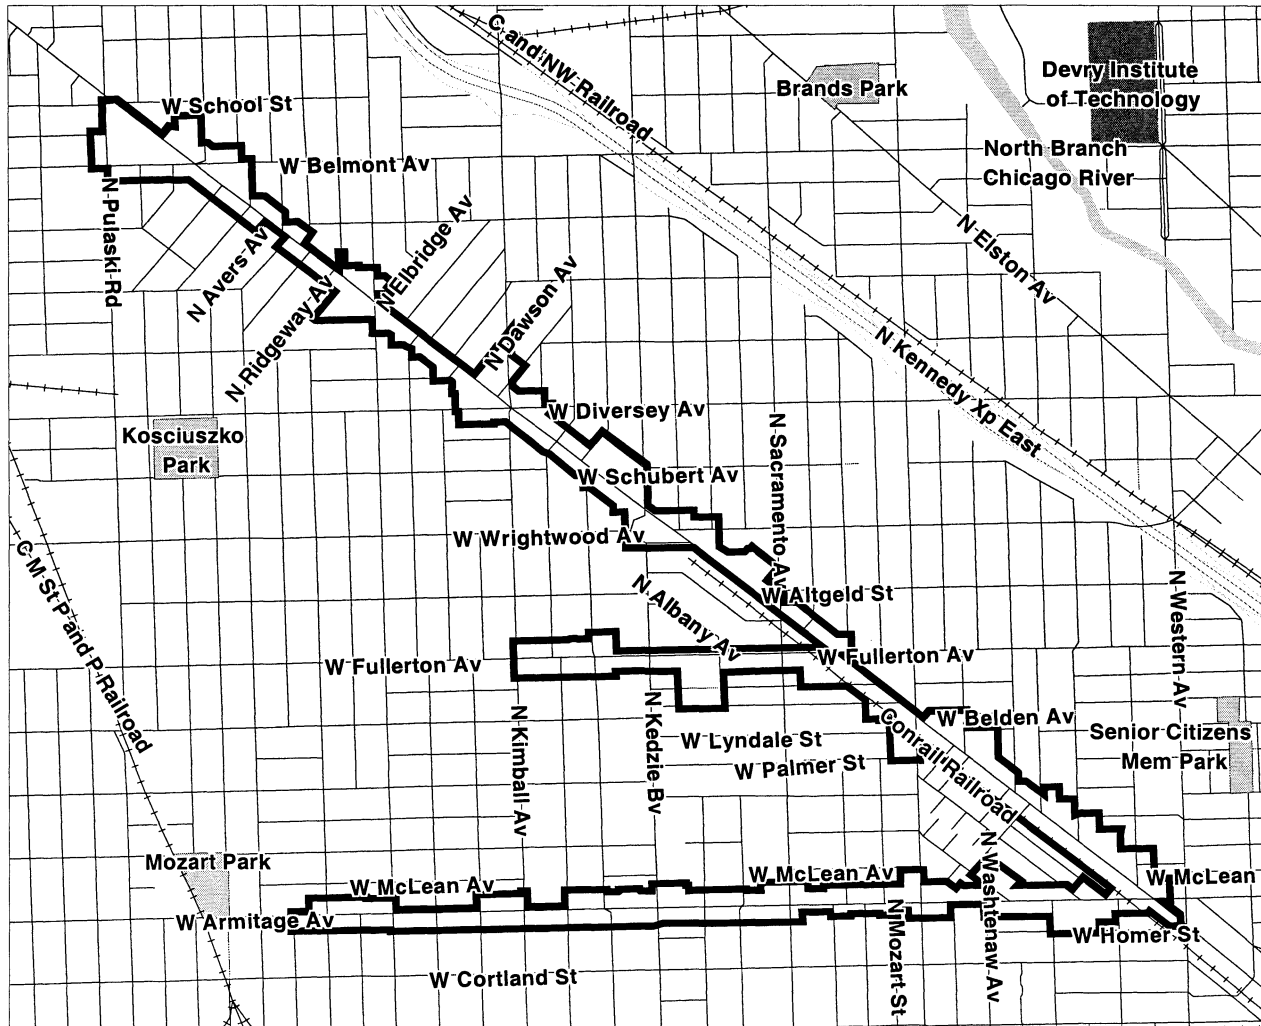 C and NW Railroad
Devry Institute
of Technology
Brands Park
W School St
North Branch
Chicago River
W Belmont Av
N Pulaski Rd
N Avers Av
N Elbridge Av
N Elston Av
N Ridgeway Av
N Dawson Av
N Kennedy Xp East
W Diversey Av
Kosciuszko
Park
N Sacramento Av
W Schubert Av
W Wrightwood Av
C M St P and P Railroad
N Albany Av
W Altgeld St
N Western Av
W Fullerton Av
W Fullerton Av
N Kimball Av
N Kedzie Bv
W Belden Av
Conrail Railroad
W Lyndale St
W Palmer St
Senior Citizens
Mem Park
Mozart Park
W McLean Av
W McLean Av
N Washtenaw Av
W McLean
W Armitage Av
N Mozart St
W Homer St
W Cortland St